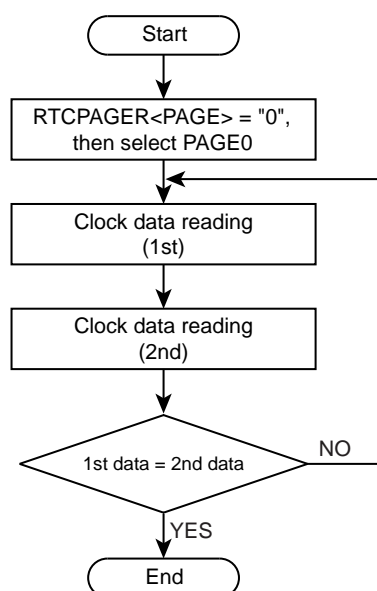 Start
RTCPAGER<PAGE> = "0",
then select PAGE0
Clock data reading
(1st)
Clock data reading
(2nd)
1st data = 2nd data
NO
YES
End